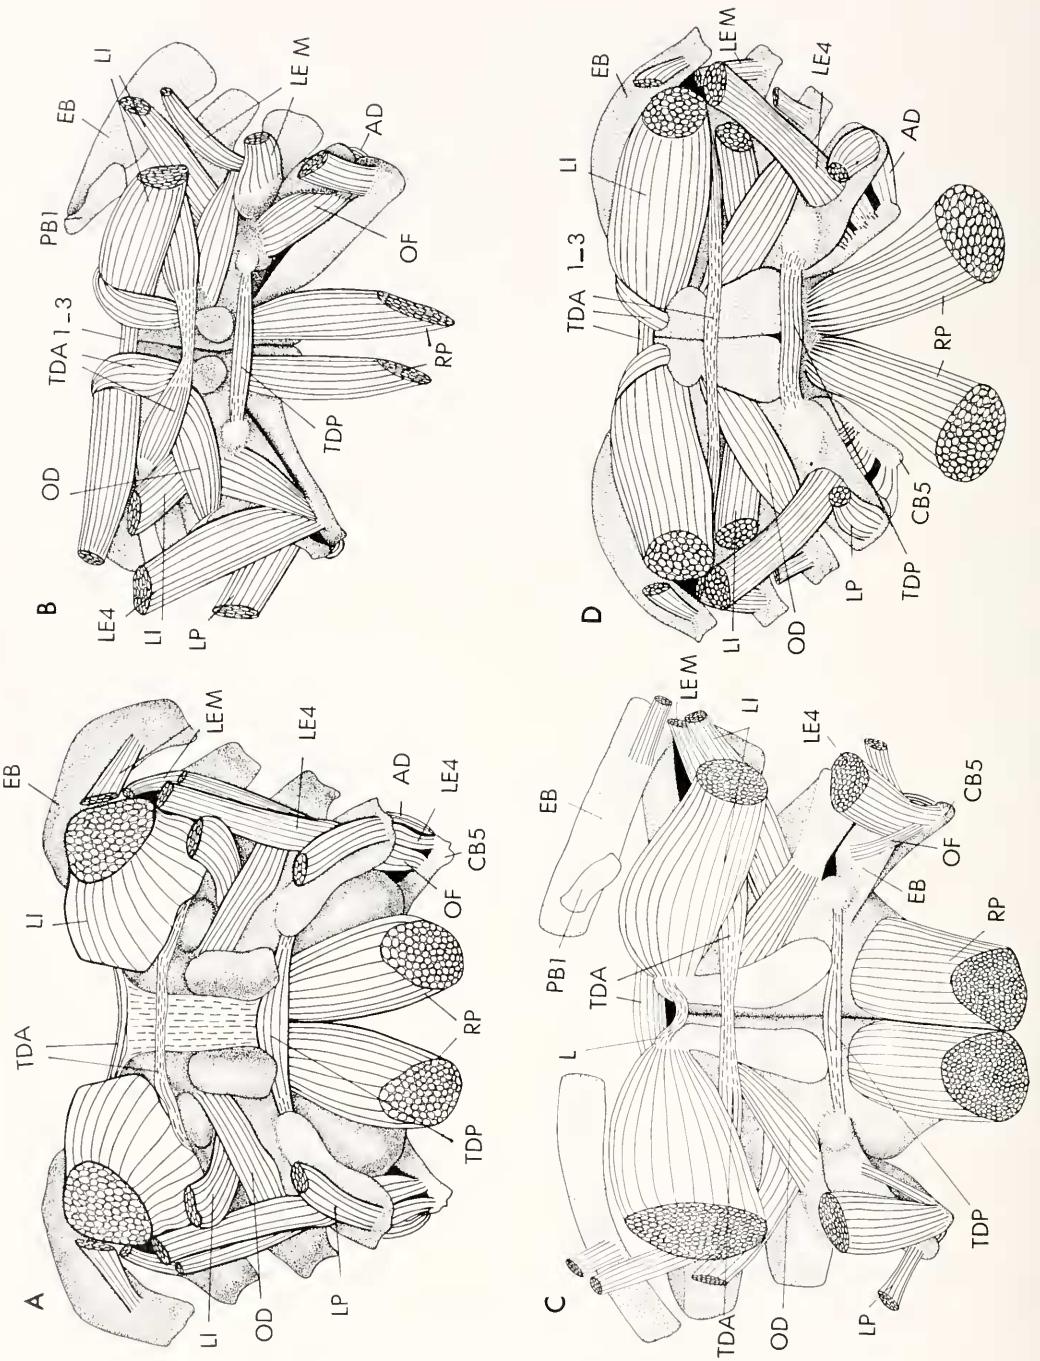 A
EB
TDA
LI
LEM
LE4
AD
LE4
CB5
OF
RP
TDP
LI
OD
LP
B
EB
LI
PB1
LEM
TDA 1-3
AD
OD
OF
RP
TDP
LE4
LI
LP
C
PB1
EB
LEM
TDA
L
LI
LE4
CB5
OF
EB
RP
TDA
OD
LP
TDP
D
EB
LEM
LI
TDA 1-3
LE4
AD
RP
LI
OD
LP
TDP
CB5